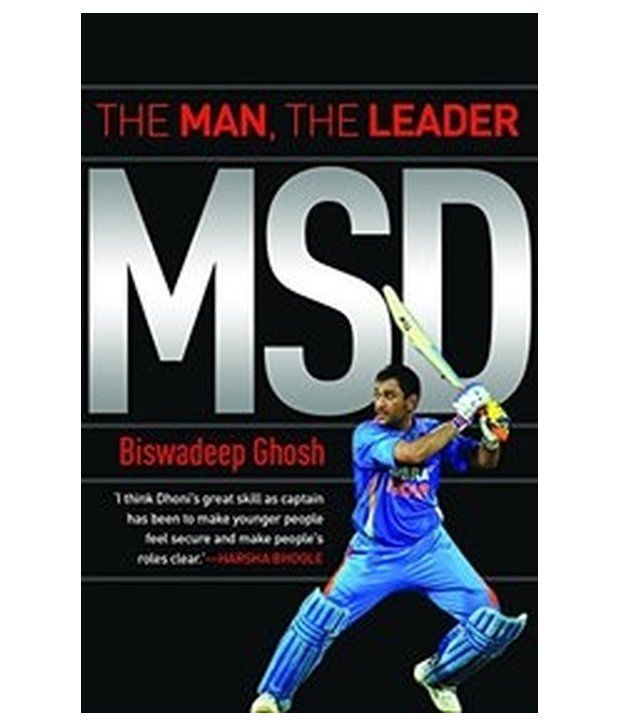 THE MAN, THE LEADER
MSD
Biswadeep Ghosh
'I think Dhoni's great skill as captain
has been to make younger people
feel secure and make people's
roles clear.'—HARSHA BHOGLE